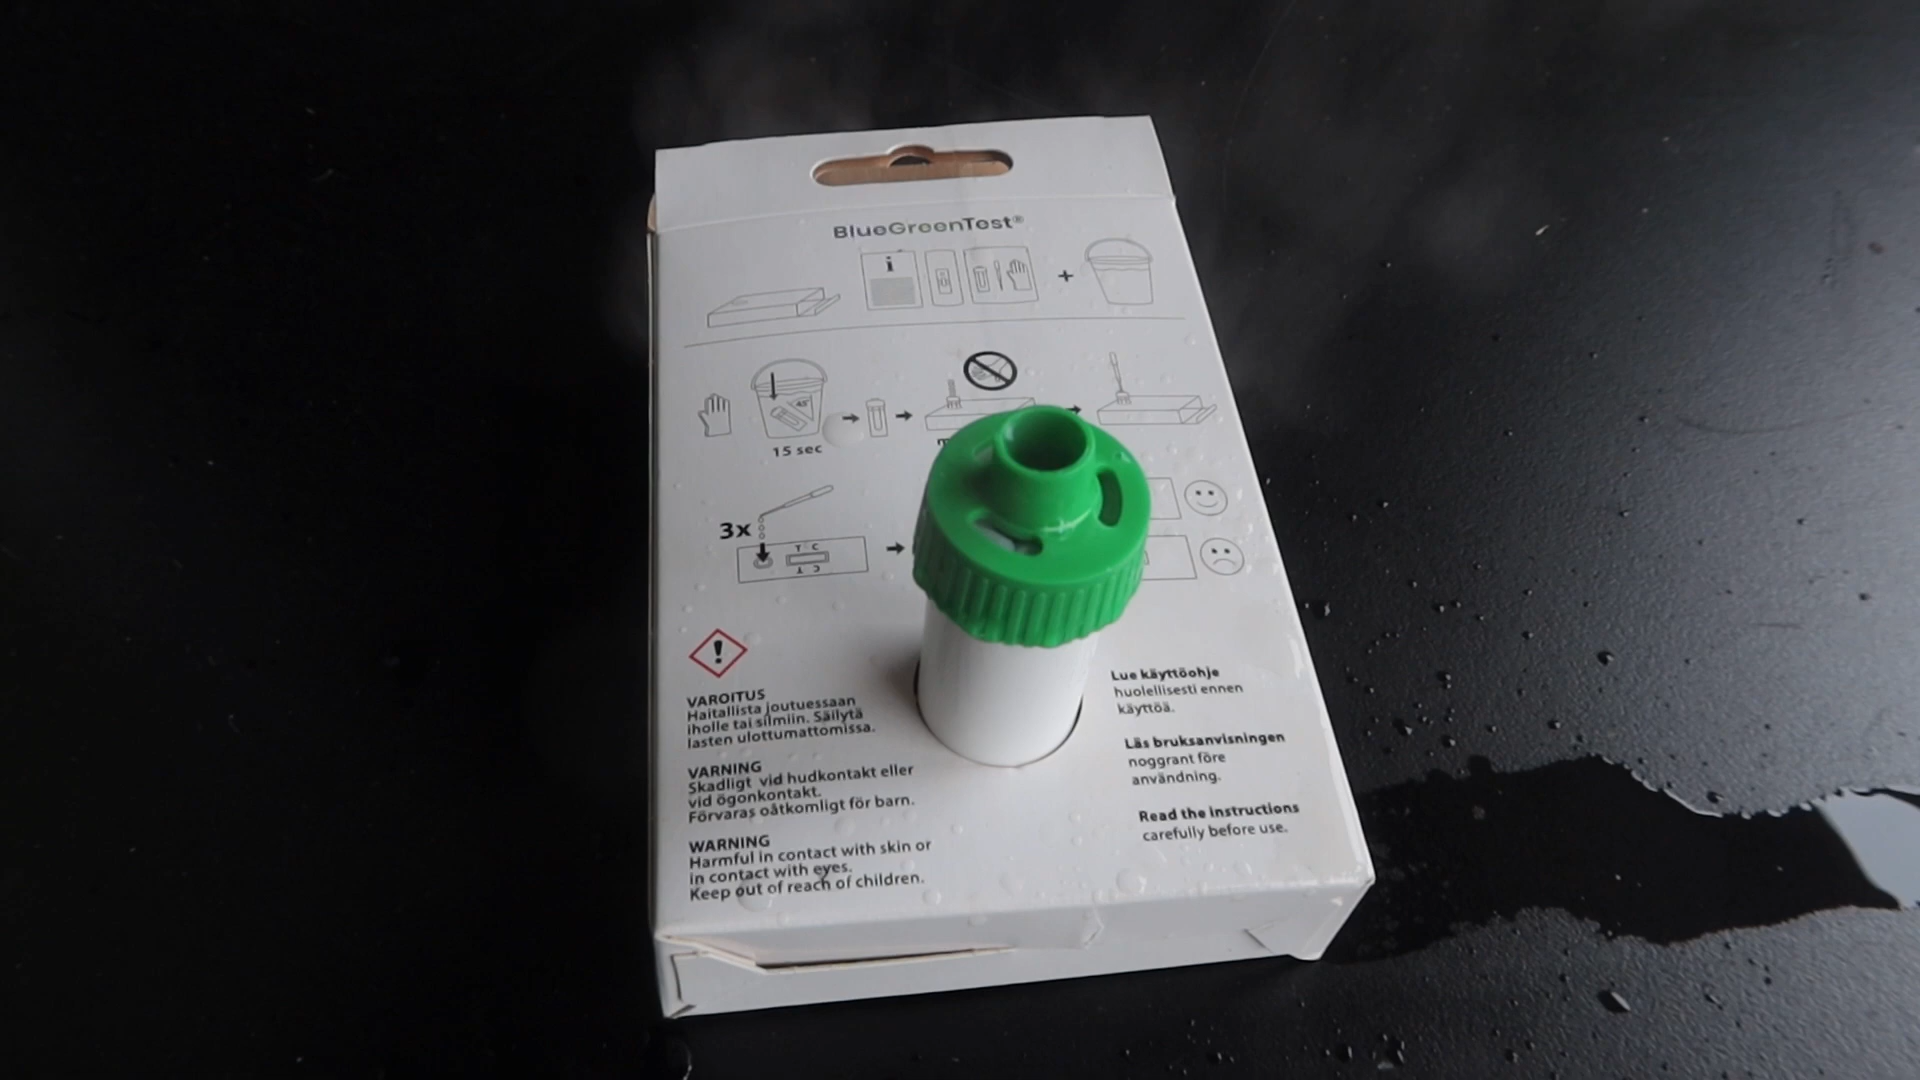 BlueGreenTest®
i
+
45°
15 sec
3x
T C
T C
VAROITUS
Haitallista joutuessaan
iholle tai silmiin. Säilytä
lasten ulottumattomissa.
VARNING
Skadligt vid hudkontakt eller
vid ögonkontakt.
Förvaras oåtkomligt för barn.
WARNING
Harmful in contact with skin or
in contact with eyes.
Keep out of reach of children.
Lue käyttöohje
huolellisesti ennen
käyttöä.
Läs bruksanvisningen
noggrant före
användning.
Read the instructions
carefully before use.